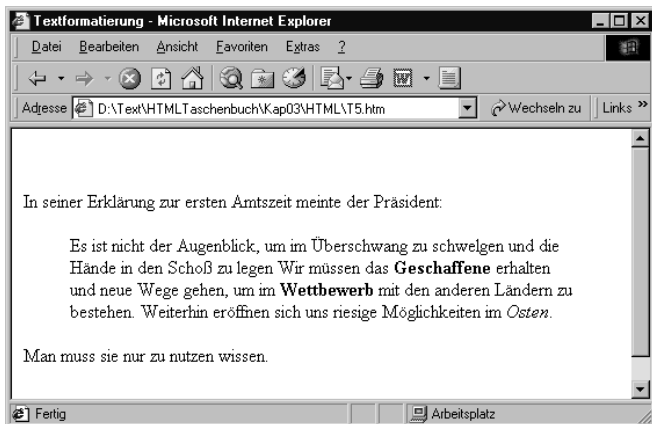 Textformatierung - Microsoft Internet Explorer
Datei Bearbeiten Ansicht Favoriten Extras ?
Adresse D:\Text\HTMLTaschenbuch\Kap03\HTML\T5.htm Wechseln zu Links »
In seiner Erklärung zur ersten Amtszeit meinte der Präsident:
Es ist nicht der Augenblick, um im Überschwang zu schwelgen und die
Hände in den Schoß zu legen Wir müssen das Geschaffene erhalten
und neue Wege gehen, um im Wettbewerb mit den anderen Ländern zu
bestehen. Weiterhin eröffnen sich uns riesige Möglichkeiten im Osten.
Man muss sie nur zu nutzen wissen.
Fertig Arbeitsplatz